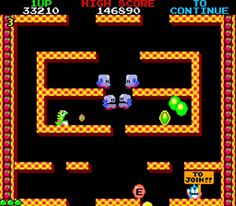 1UP HIGH SCORE TO
33210 146890 CONTINUE
3
TO
JOIN!!
E